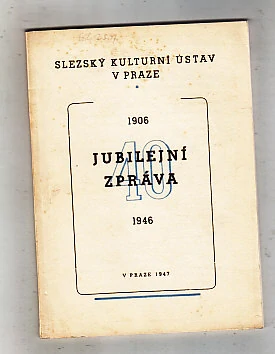 SLEZSKÝ KULTURNÍ ÚSTAV
V PRAZE
1906
40
JUBILEJNÍ
ZPRÁVA
1946
V PRAZE 1947